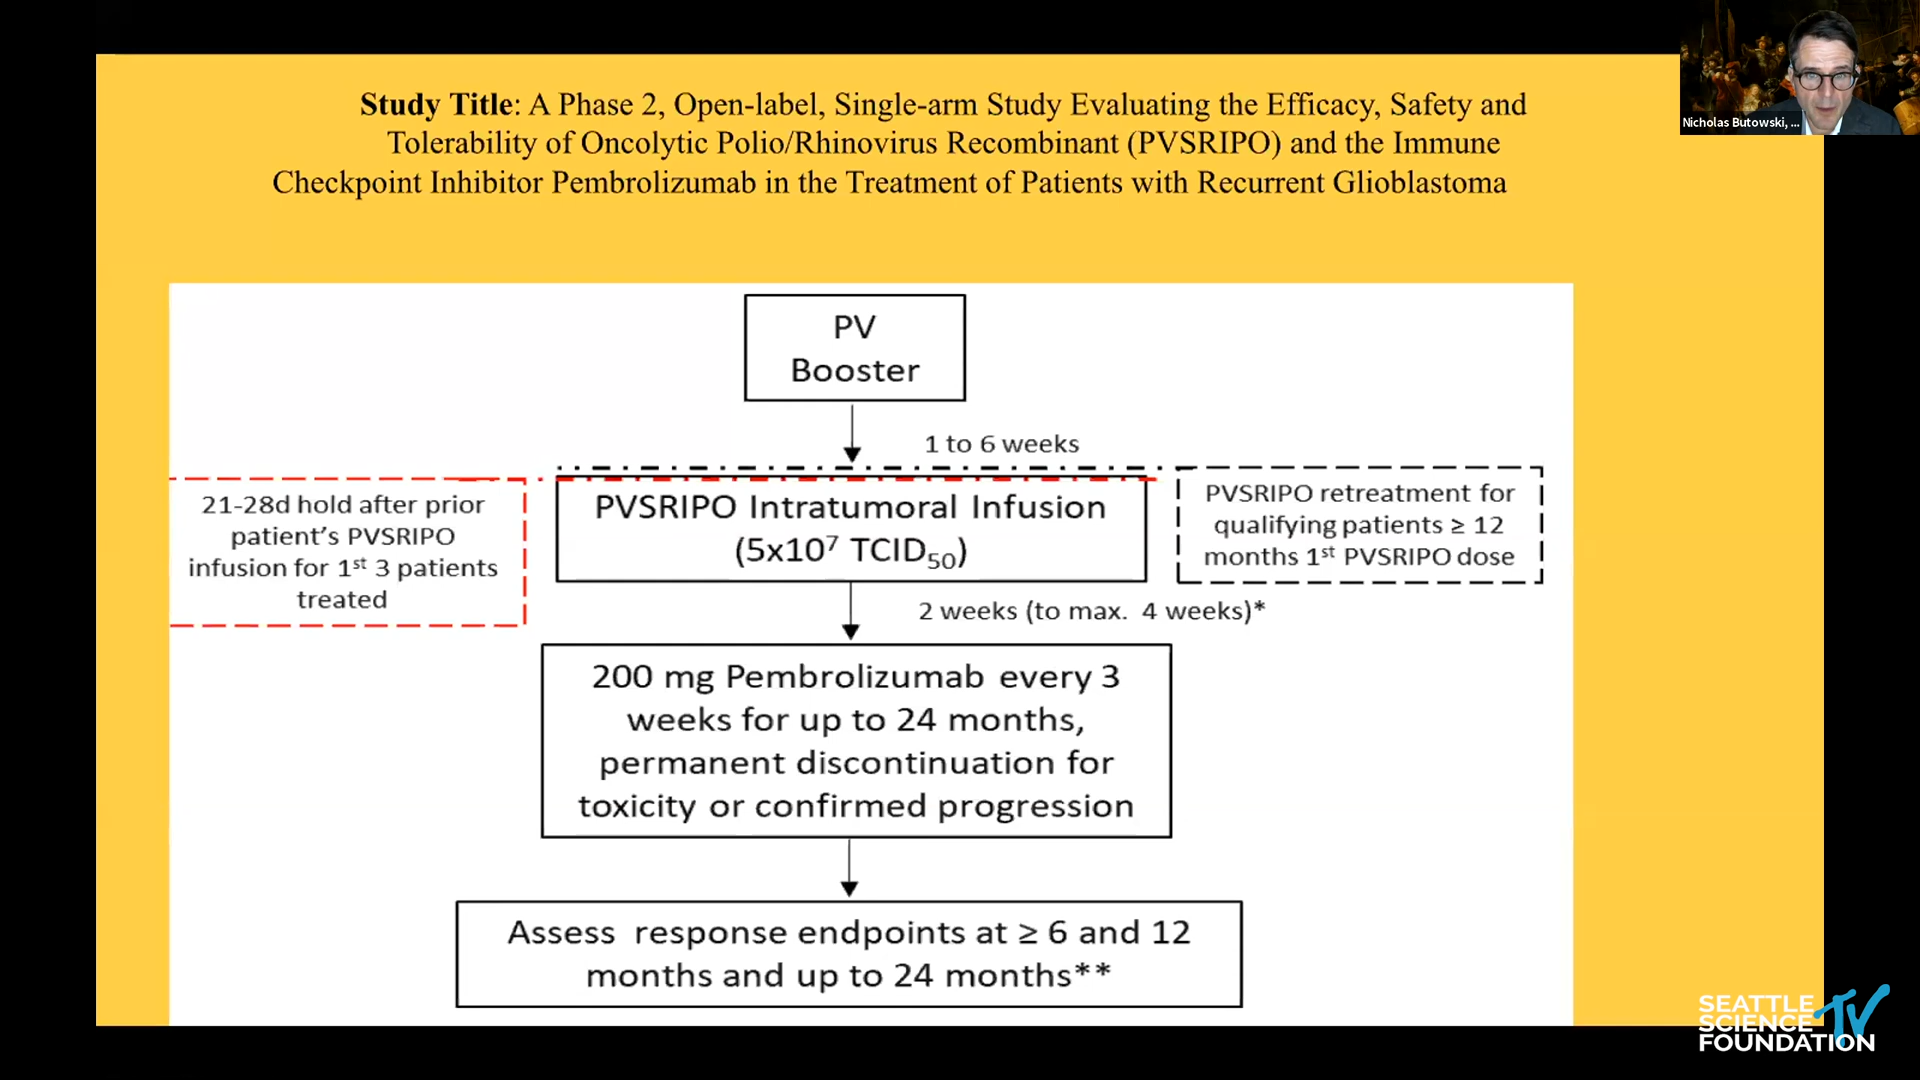 Study Title: A Phase 2, Open-label, Single-arm Study Evaluating the Efficacy, Safety and
Tolerability of Oncolytic Polio/Rhinovirus Recombinant (PVSRIPO) and the Immune
Checkpoint Inhibitor Pembrolizumab in the Treatment of Patients with Recurrent Glioblastoma
Nicholas Butowski, ...
PV
Booster
1 to 6 weeks
21-28d hold after prior
patient's PVSRIPO
infusion for 1st 3 patients
treated
PVSRIPO Intratumoral Infusion
(5x10⁷ TCID₅₀)
PVSRIPO retreatment for
qualifying patients ≥ 12
months 1st PVSRIPO dose
2 weeks (to max. 4 weeks)*
200 mg Pembrolizumab every 3
weeks for up to 24 months,
permanent discontinuation for
toxicity or confirmed progression
Assess response endpoints at ≥ 6 and 12
months and up to 24 months**
SEATTLE
SCIENCE
FOUNDATION
TV